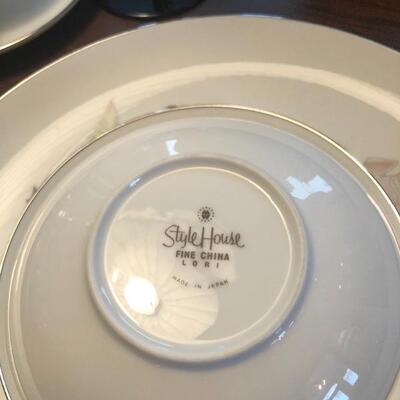 Style House
FINE CHINA
LORI
MADE IN JAPAN